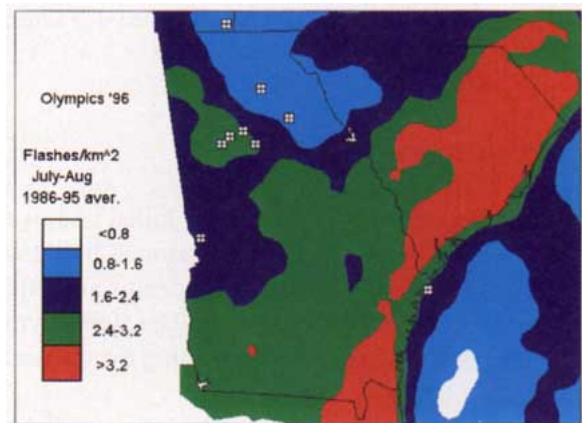 Olympics '96
Flashes/km^2
July-Aug
1986-95 aver.
<0.8
0.8-1.6
1.6-2.4
2.4-3.2
>3.2